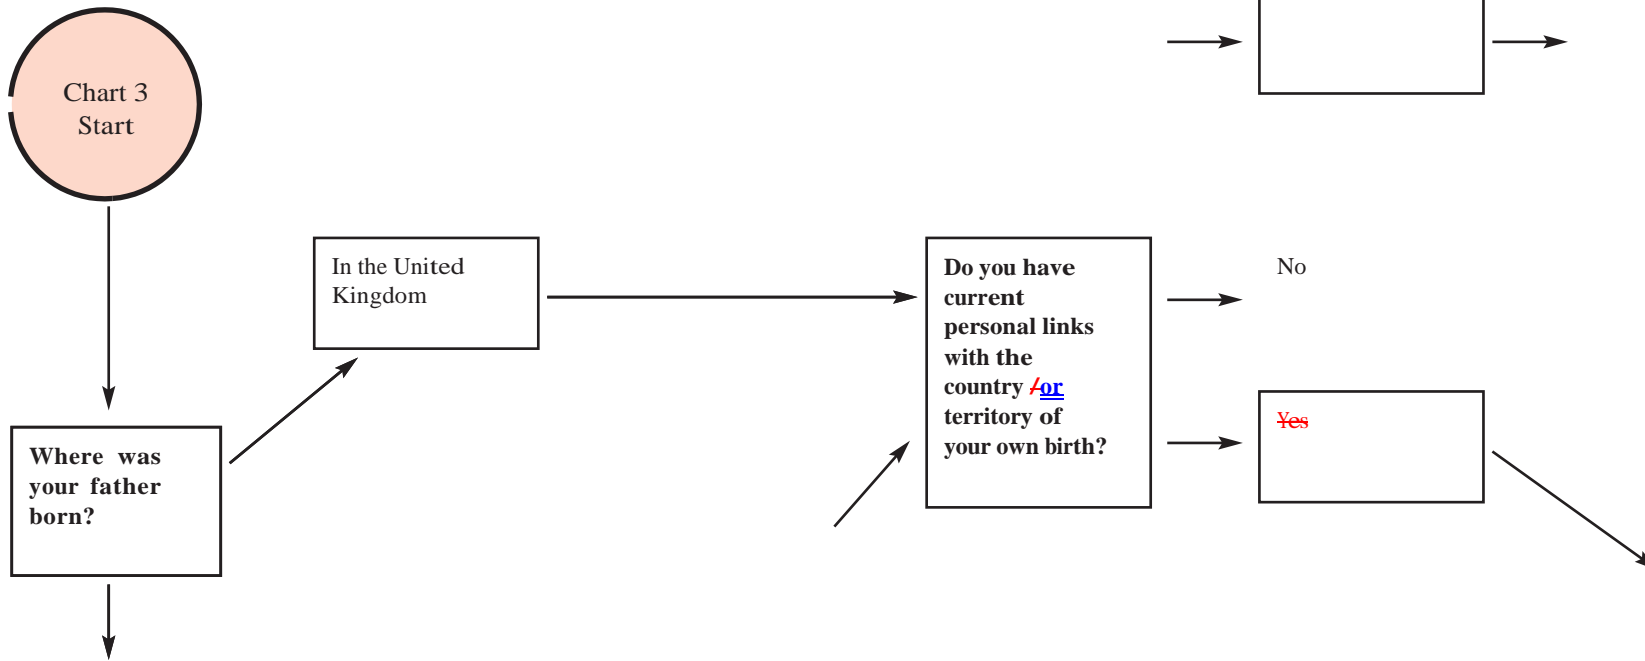 Chart 3
Start
In the United
Kingdom
Do you have
current
personal links
with the
country /or
territory of
your own birth?
No
Yes
Where was
your father
born?